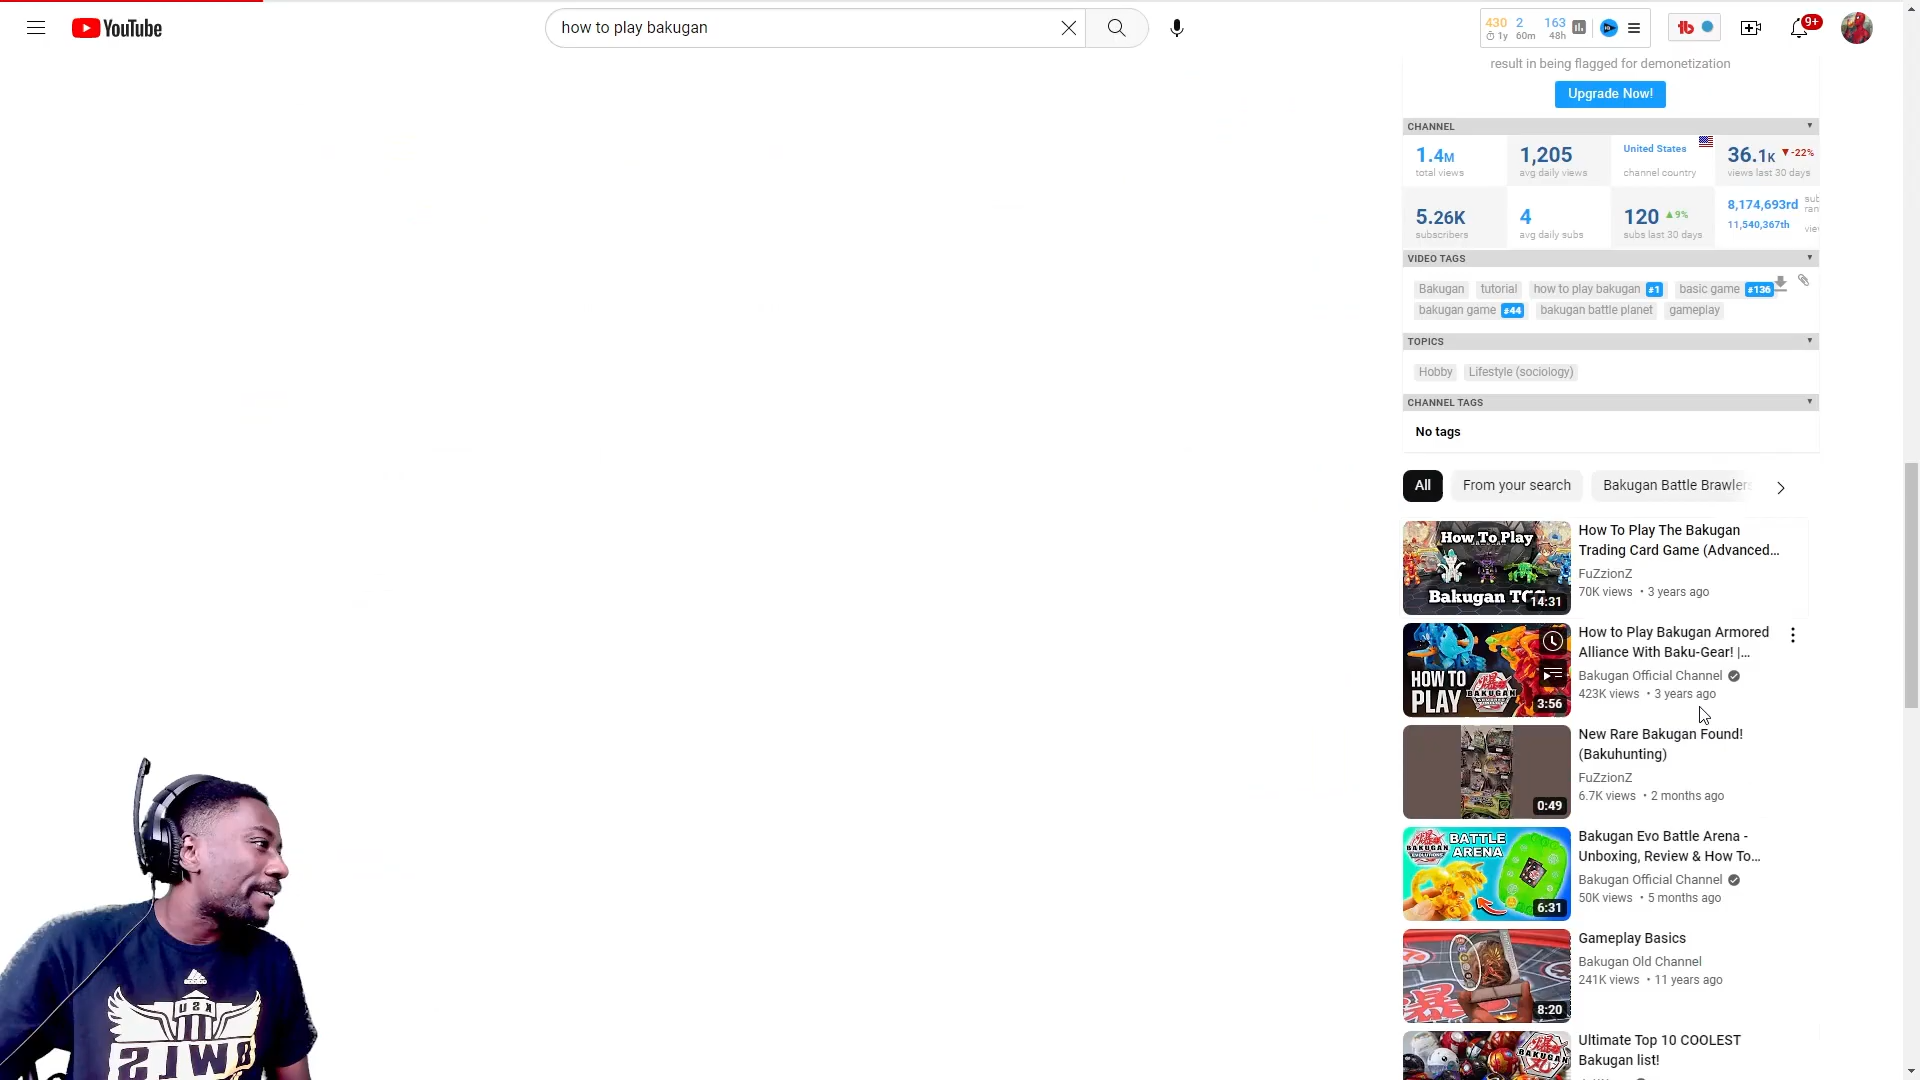 YouTube
how to play bakugan
430 2 163
1y 60m 48h
9+
result in being flagged for demonetization
Upgrade Now!
CHANNEL
1.4M 1,205 United States 36.1K -22%
total views avg daily views channel country views last 30 days
5.26K 4 120 9% 8,174,693rd
11,540,367th
subscribers avg daily subs subs last 30 days
VIDEO TAGS
Bakugan tutorial how to play bakugan #1 basic game #136
bakugan game #44 bakugan battle planet gameplay
TOPICS
Hobby Lifestyle (sociology)
CHANNEL TAGS
No tags
All From your search Bakugan Battle Brawlers
How To Play
Bakugan TCG
14:31
How To Play The Bakugan
Trading Card Game (Advanced...
FuZzionZ
70K views • 3 years ago
HOW TO
PLAY
BAKUGAN
3:56
How to Play Bakugan Armored
Alliance With Baku-Gear! |...
Bakugan Official Channel
423K views • 3 years ago
0:49
New Rare Bakugan Found!
(Bakuhunting)
FuZzionZ
6.7K views • 2 months ago
BAKUGAN
BATTLE
ARENA
6:31
Bakugan Evo Battle Arena -
Unboxing, Review & How To...
Bakugan Official Channel
50K views • 5 months ago
8:20
Gameplay Basics
Bakugan Old Channel
241K views • 11 years ago
BAKUGAN
Ultimate Top 10 COOLEST
Bakugan list!